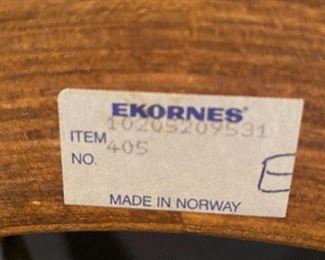 EKORNES®
10205209531
ITEM
405
NO.
MADE IN NORWAY